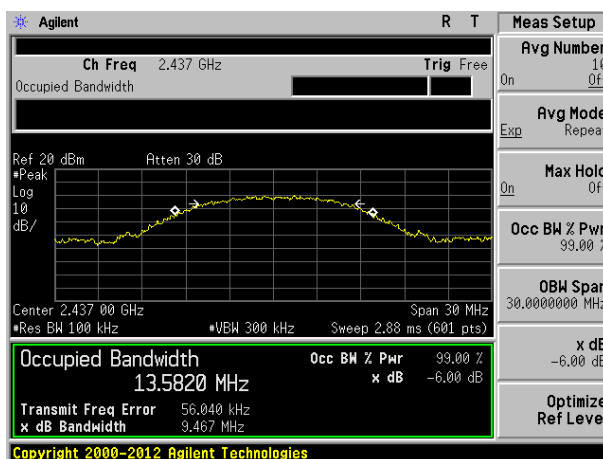 Agilent R T
Meas Setup
Ch Freq 2.437 GHz Trig Free
Occupied Bandwidth
Avg Number
10
On Of
Avg Mode
Exp Repea
Ref 20 dBm Atten 30 dB
#Peak
Log
10
dB/
Max Hold
On Of
Occ BW % Pwr
99.00 %
OBW Span
30.0000000 MHz
Center 2.437 00 GHz Span 30 MHz
#Res BW 100 kHz #VBW 300 kHz Sweep 2.88 ms (601 pts)
Occupied Bandwidth Occ BW % Pwr 99.00 %
13.5820 MHz x dB -6.00 dB
Transmit Freq Error 56.040 kHz
x dB Bandwidth 9.467 MHz
x dB
-6.00 dB
Optimize
Ref Leve
Copyright 2000-2012 Agilent Technologies